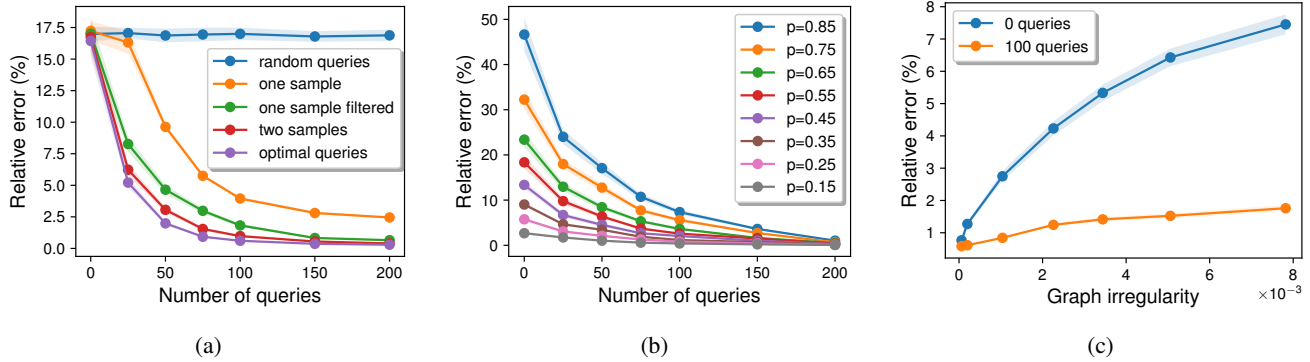 17.5
15.0
12.5
10.0
7.5
5.0
2.5
0.0
Relative error (%)
random queries
one sample
one sample filtered
two samples
optimal queries
0 50 100 150 200
Number of queries
(a)
50
40
30
20
10
0
Relative error (%)
p=0.85
p=0.75
p=0.65
p=0.55
p=0.45
p=0.35
p=0.25
p=0.15
0 50 100 150 200
Number of queries
(b)
8
7
6
5
4
3
2
1
Relative error (%)
0 queries
100 queries
0 2 4 6 8
×10⁻³
Graph irregularity
(c)